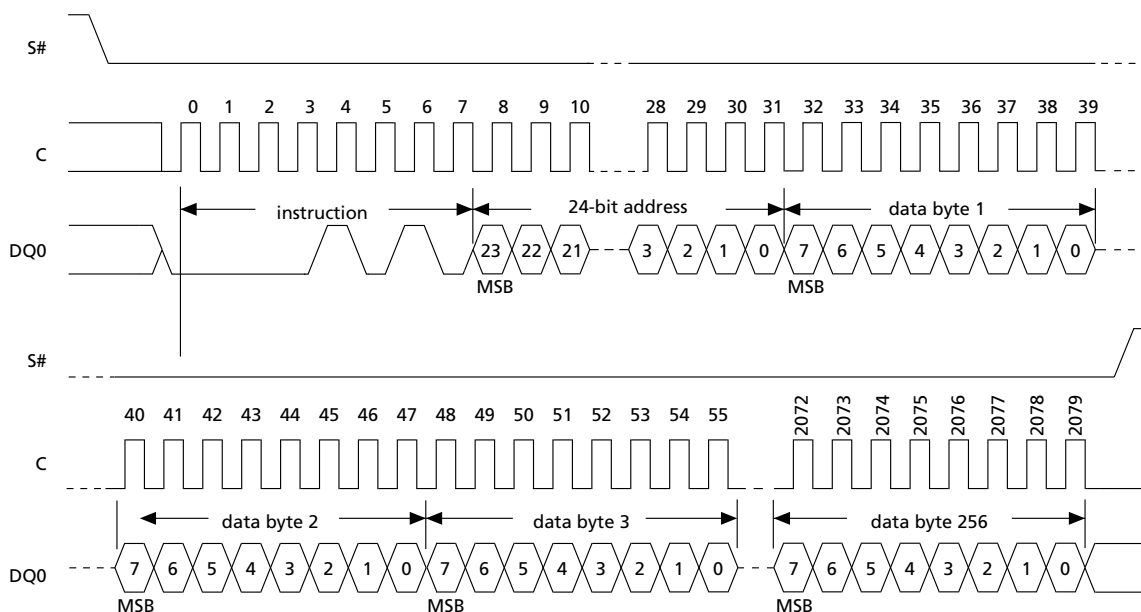 S#
0 1 2 3 4 5 6 7 8 9 10 28 29 30 31 32 33 34 35 36 37 38 39
C
instruction 24-bit address data byte 1
DQ0 23 22 21 3 2 1 0 7 6 5 4 3 2 1 0
MSB MSB
S#
40 41 42 43 44 45 46 47 48 49 50 51 52 53 54 55 2072 2073 2074 2075 2076 2077 2078 2079
C
data byte 2 data byte 3 data byte 256
DQ0 7 6 5 4 3 2 1 0 7 6 5 4 3 2 1 0 7 6 5 4 3 2 1 0
MSB MSB MSB